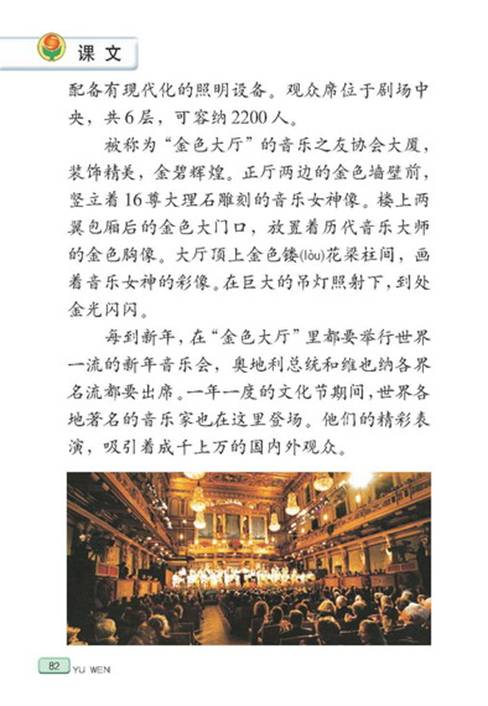 课文
配备有现代化的照明设备。观众席位于剧场中
央，共6层，可容纳2200人。
被称为“金色大厅”的音乐之友协会大厦，
装饰精美，金碧辉煌。正厅两边的金色墙壁前，
竖立着16尊大理石雕刻的音乐女神像。楼上两
翼包厢后的金色大门口，放置着历代音乐大师
的金色胸像。大厅顶上金色镂(lòu)花梁柱间，画
着音乐女神的彩像。在巨大的吊灯照射下，到处
金光闪闪。
每到新年，在“金色大厅”里都要举行世界
一流的新年音乐会，奥地利总统和维也纳各界
名流都要出席。一年一度的文化节期间，世界各
地著名的音乐家也在这里登场。他们的精彩表
演，吸引着成千上万的国内外观众。
82
YU WEN